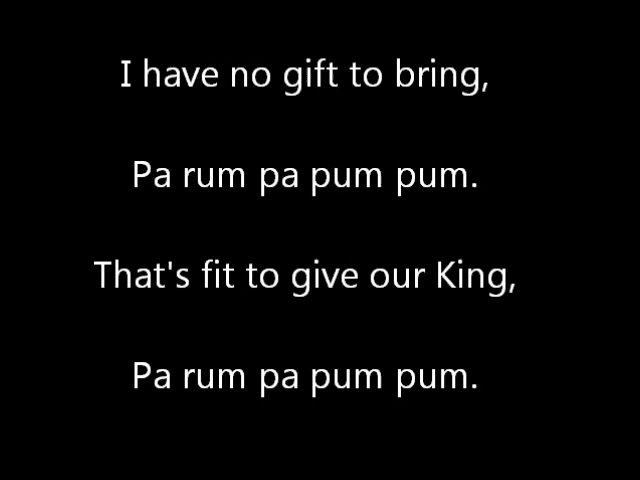 I have no gift to bring,
Pa rum pa pum pum.
That's fit to give our King,
Pa rum pa pum pum.